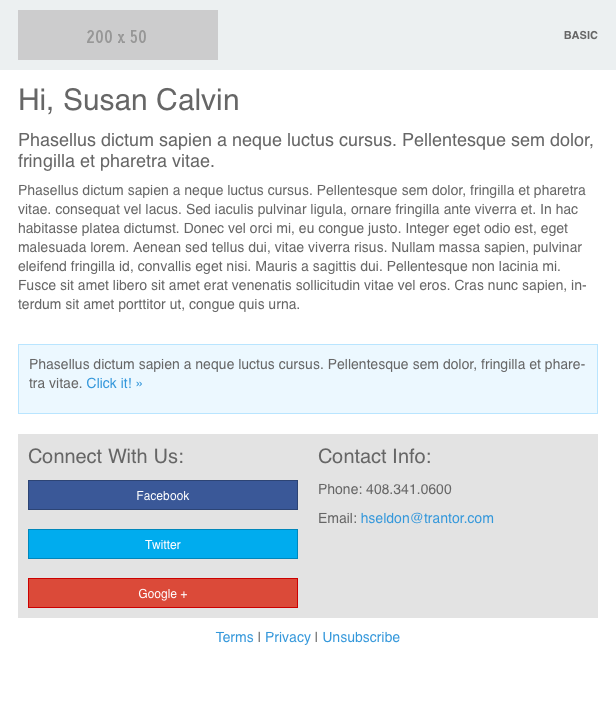 200 x 50
BASIC
Hi, Susan Calvin
Phasellus dictum sapien a neque luctus cursus. Pellentesque sem dolor,
fringilla et pharetra vitae.
Phasellus dictum sapien a neque luctus cursus. Pellentesque sem dolor, fringilla et pharetra
vitae. consequat vel lacus. Sed iaculis pulvinar ligula, ornare fringilla ante viverra et. In hac
habitasse platea dictumst. Donec vel orci mi, eu congue justo. Integer eget odio est, eget
malesuada lorem. Aenean sed tellus dui, vitae viverra risus. Nullam massa sapien, pulvinar
eleifend fringilla id, convallis eget nisi. Mauris a sagittis dui. Pellentesque non lacinia mi.
Fusce sit amet libero sit amet erat venenatis sollicitudin vitae vel eros. Cras nunc sapien, in-
terdum sit amet porttitor ut, congue quis urna.
Phasellus dictum sapien a neque luctus cursus. Pellentesque sem dolor, fringilla et phare-
tra vitae. Click it! »
Connect With Us:
Facebook
Twitter
Google +
Contact Info:
Phone: 408.341.0600
Email: hseldon@trantor.com
Terms | Privacy | Unsubscribe